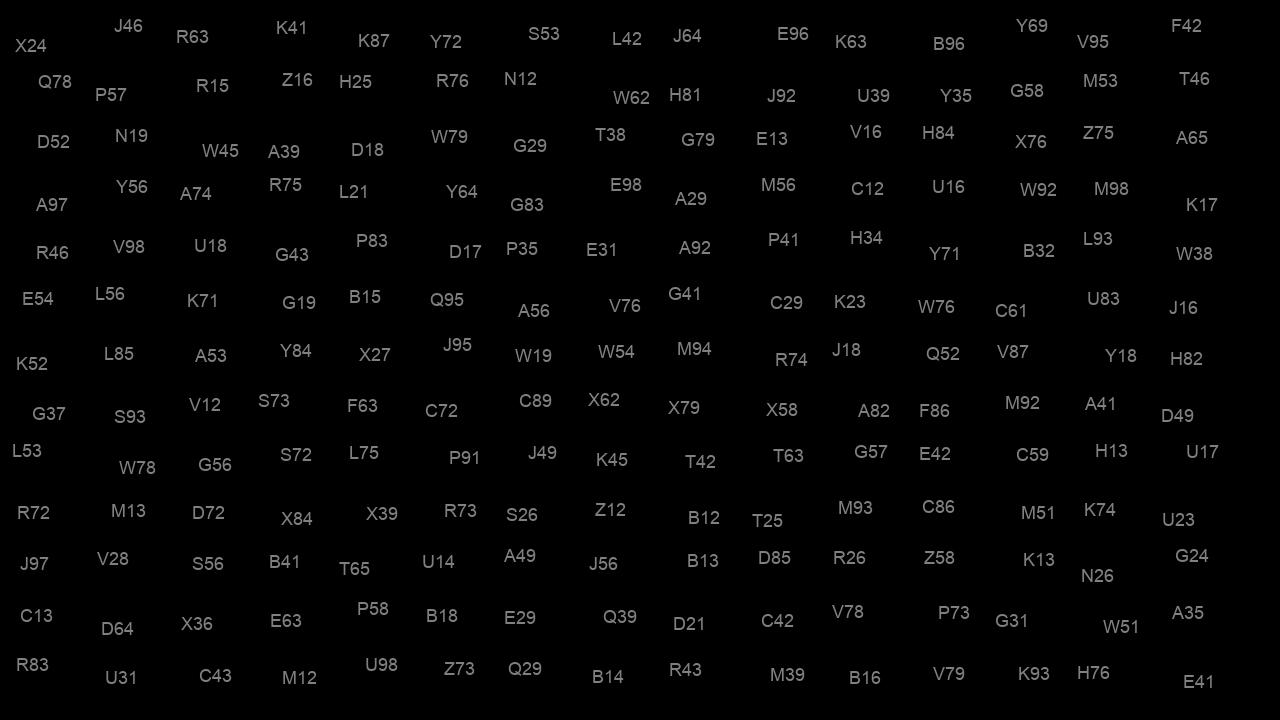 X24 J46 R63 K41 K87 Y72 S53 L42 J64 E96 K63 B96 Y69 V95 F42
Q78 P57 R15 Z16 H25 R76 N12 W62 H81 J92 U39 Y35 G58 M53 T46
D52 N19 W45 A39 D18 W79 G29 T38 G79 E13 V16 H84 X76 Z75 A65
A97 Y56 A74 R75 L21 Y64 G83 E98 A29 M56 C12 U16 W92 M98 K17
R46 V98 U18 G43 P83 D17 P35 E31 A92 P41 H34 Y71 B32 L93 W38
E54 L56 K71 G19 B15 Q95 A56 V76 G41 C29 K23 W76 C61 U83 J16
K52 L85 A53 Y84 X27 J95 W19 W54 M94 R74 J18 Q52 V87 Y18 H82
G37 S93 V12 S73 F63 C72 C89 X62 X79 X58 A82 F86 M92 A41 D49
L53 W78 G56 S72 L75 P91 J49 K45 T42 T63 G57 E42 C59 H13 U17
R72 M13 D72 X84 X39 R73 S26 Z12 B12 T25 M93 C86 M51 K74 U23
J97 V28 S56 B41 T65 U14 A49 J56 B13 D85 R26 Z58 K13 N26 G24
C13 D64 X36 E63 P58 B18 E29 Q39 D21 C42 V78 P73 G31 W51 A35
R83 U31 C43 M12 U98 Z73 Q29 B14 R43 M39 B16 V79 K93 H76 E41